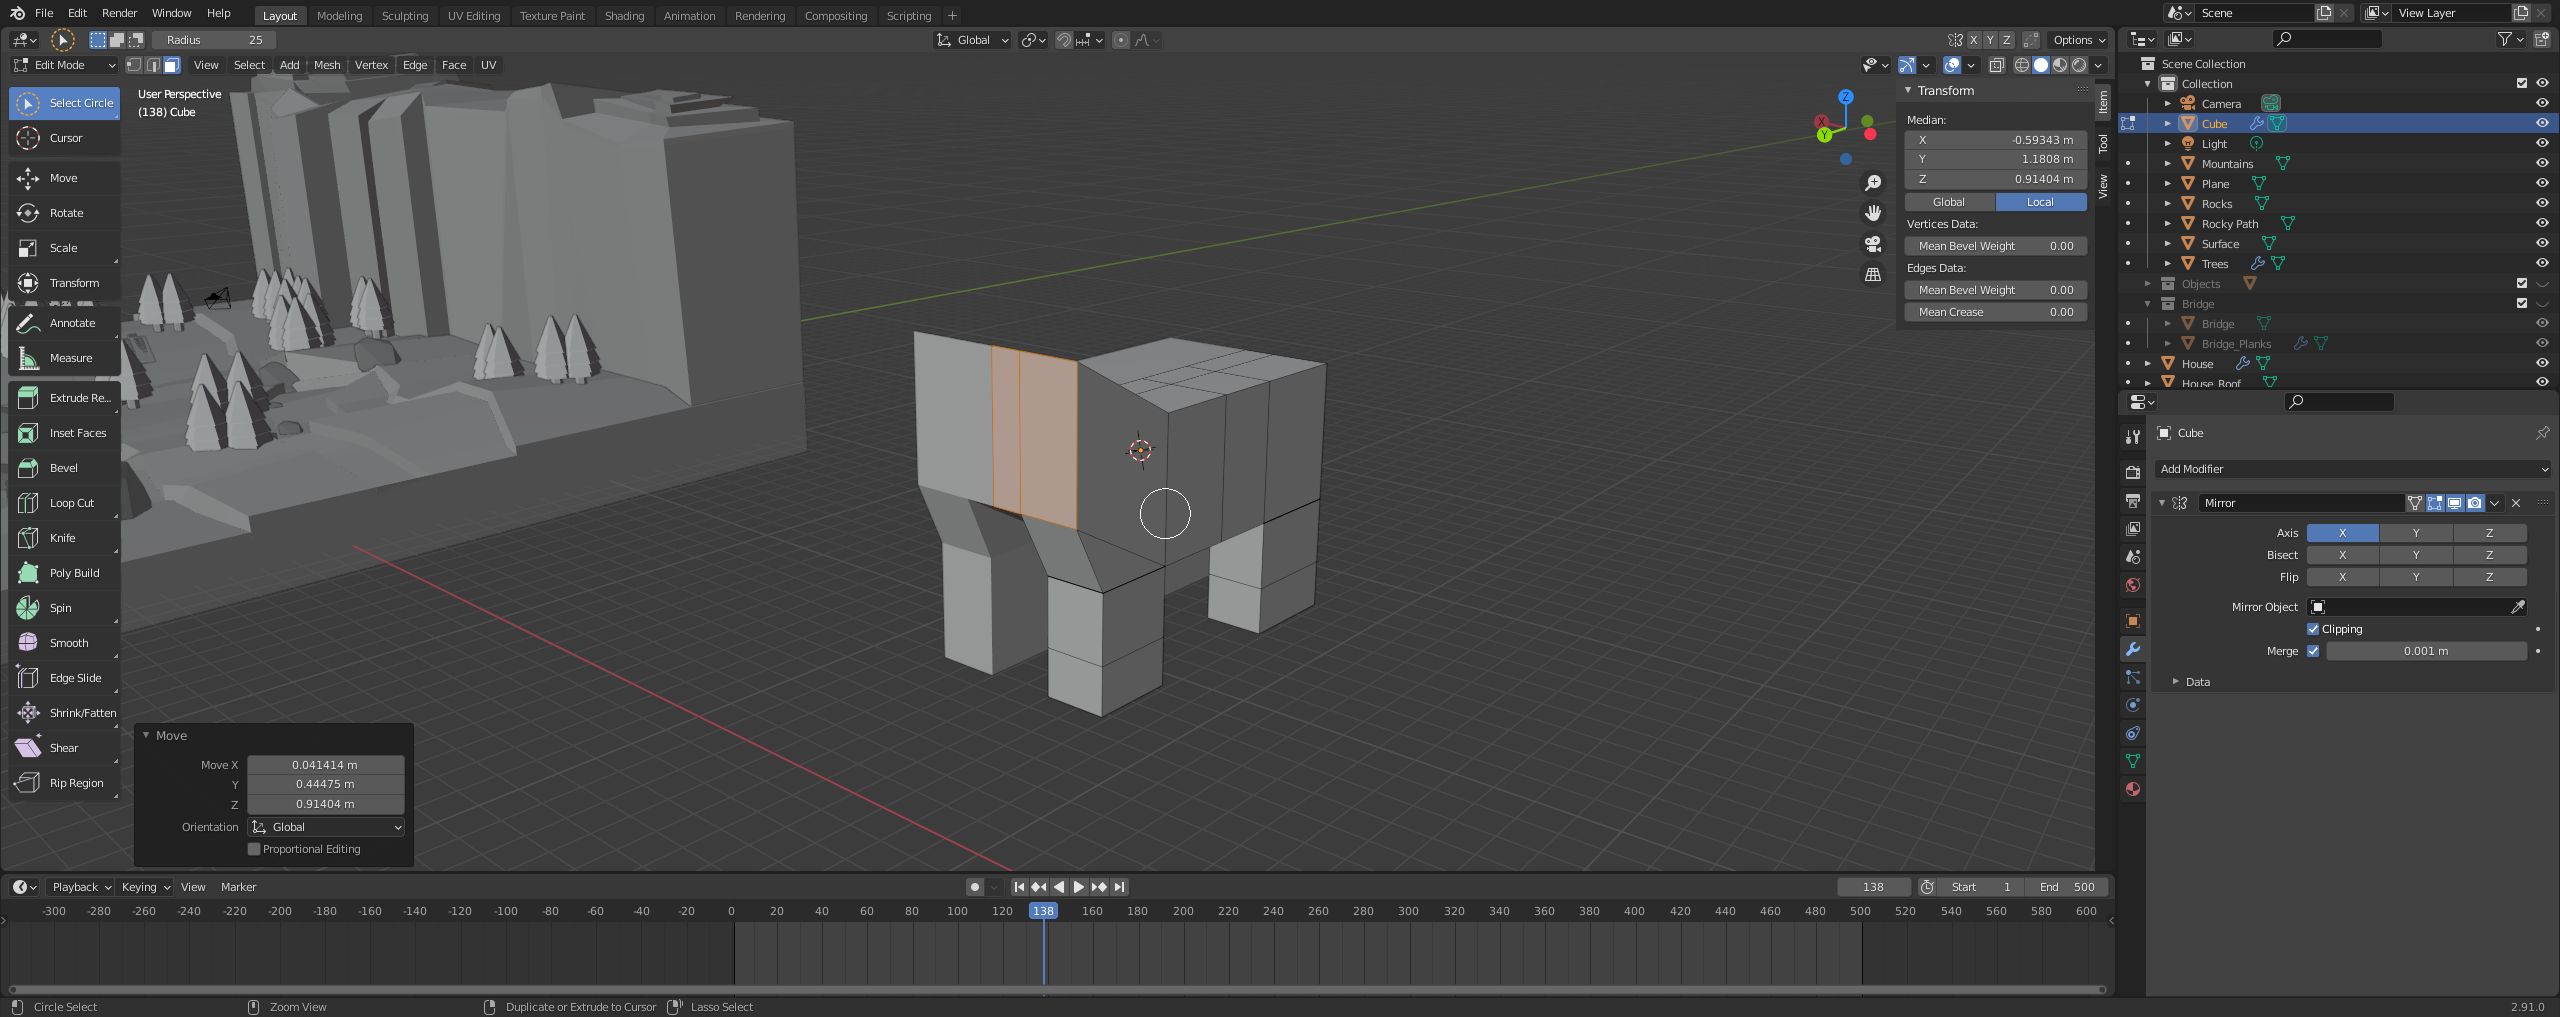 File Edit Render Window Help Layout Modeling Sculpting UV Editing Texture Paint Shading Animation Rendering Compositing Scripting + Scene View Layer
Radius 25 Global X Y Z Options
Edit Mode View Select Add Mesh Vertex Edge Face UV
User Perspective
(138) Cube
Select Circle
Cursor
Move
Rotate
Scale
Transform
Annotate
Measure
Extrude Re...
Inset Faces
Bevel
Loop Cut
Knife
Poly Build
Spin
Smooth
Edge Slide
Shrink/Fatten
Shear
Rip Region
Move
Move X 0.041414 m
Y 0.44475 m
Z 0.91404 m
Orientation Global
Proportional Editing
Z
X
Y
Transform
Median:
X -0.59343 m
Y 1.1808 m
Z 0.91404 m
Global Local
Vertices Data:
Mean Bevel Weight 0.00
Edges Data:
Mean Bevel Weight 0.00
Mean Crease 0.00
Item
Tool
View
Scene Collection
Collection
Camera
Cube
Light
Mountains
Plane
Rocks
Rocky Path
Surface
Trees
Objects
Bridge
Bridge
Bridge_Planks
House
House_Roof
Cube
Add Modifier
Mirror
Axis X Y Z
Bisect X Y Z
Flip X Y Z
Mirror Object
Clipping
Merge 0.001 m
Data
Playback Keying View Marker 138 Start 1 End 500
-300 -280 -260 -240 -220 -200 -180 -160 -140 -120 -100 -80 -60 -40 -20 0 20 40 60 80 100 120 138 160 180 200 220 240 260 280 300 320 340 360 380 400 420 440 460 480 500 520 540 560 580 600
Circle Select Zoom View Duplicate or Extrude to Cursor Lasso Select 2.91.0